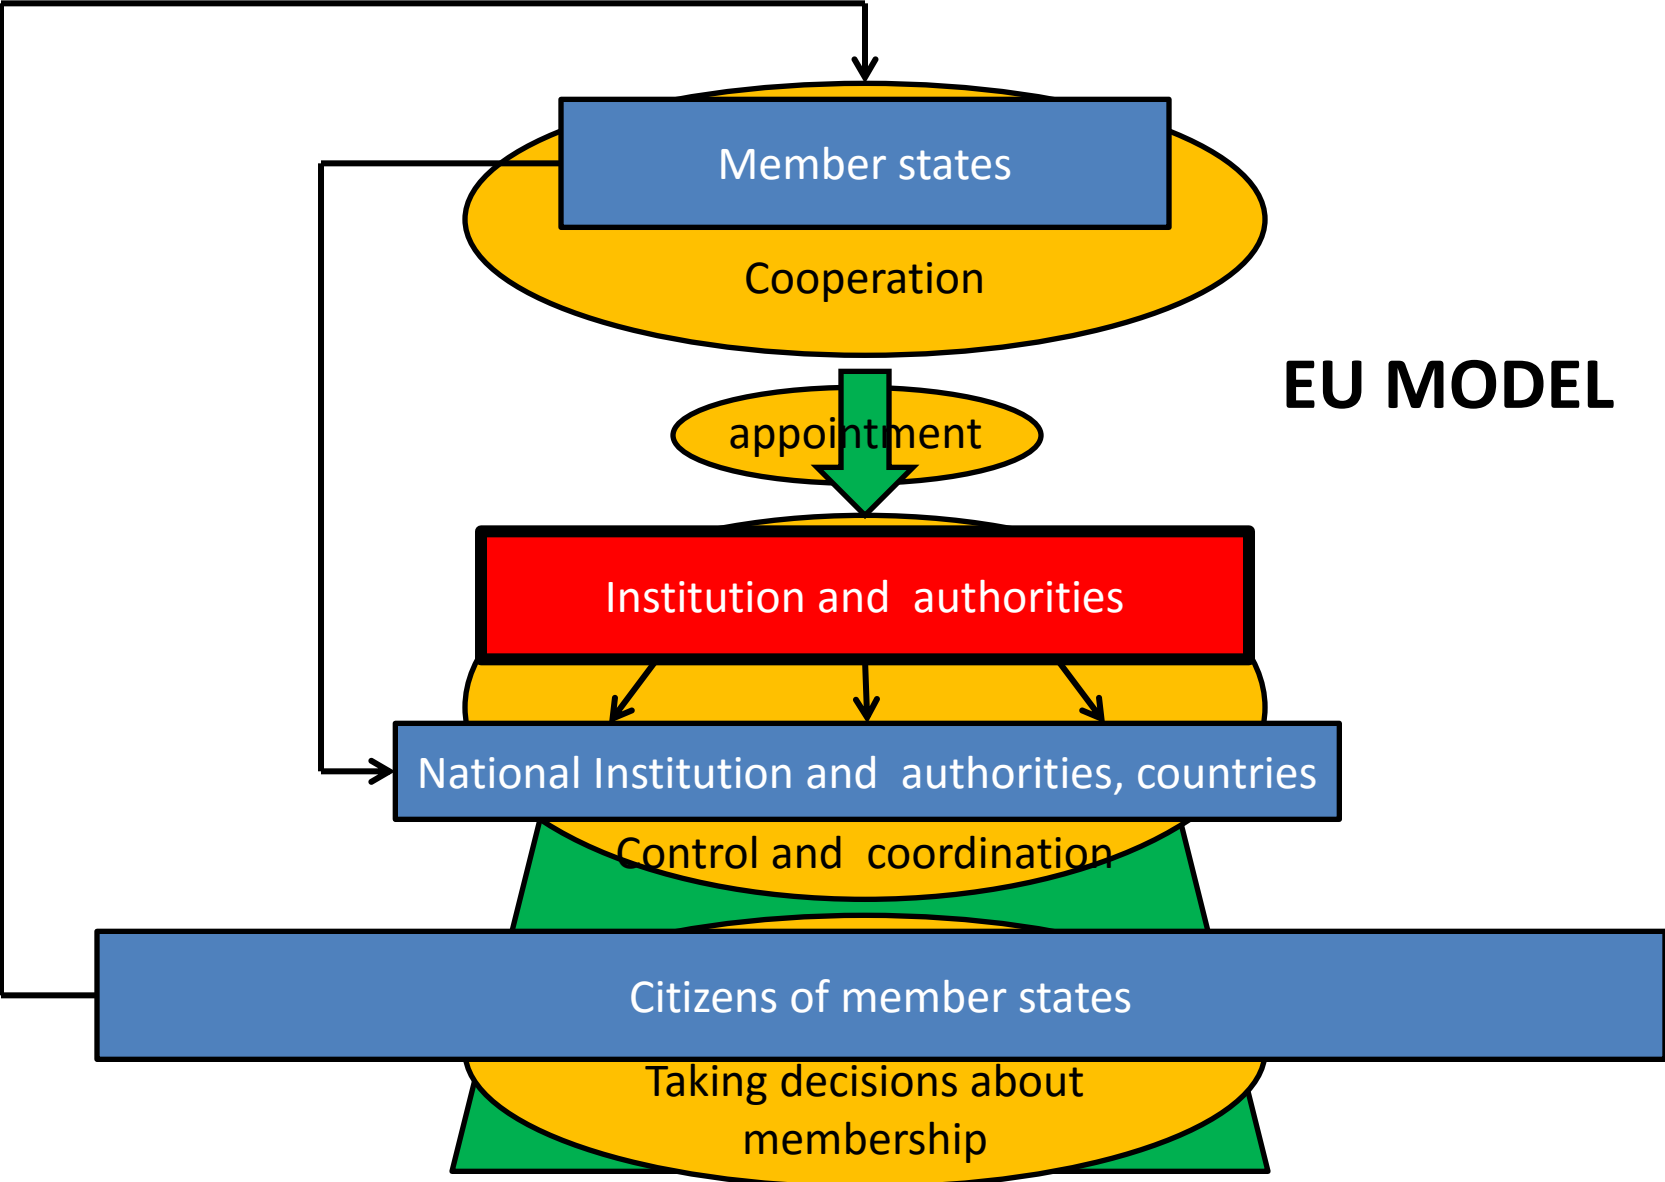 Member states
Cooperation
EU MODEL
appointment
Institution and  authorities
National Institution and  authorities, countries
Control and  coordination
Citizens of member states
Taking decisions about
membership